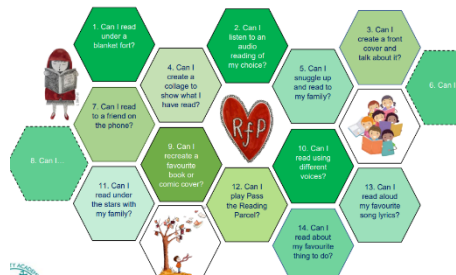 1. Can I read
under a
blanket fort?
2. Can I
listen to an
audio
reading of
my choice?
3. Can I
create a front
cover and
talk about it?
4. Can I
create a
collage to
show what I
have read?
5. Can I
snuggle up
and read to
my family?
6. Can I
7. Can I read
to a friend on
the phone?
RfP
8. Can I...
9. Can I
recreate a
favourite
book or
comic cover?
10. Can I
read using
different
voices?
11. Can I
read under
the stars with
my family?
12. Can I
play Pass
the Reading
Parcel?
13. Can I
read aloud
my favourite
song lyrics?
14. Can I
read about
my favourite
thing to do?